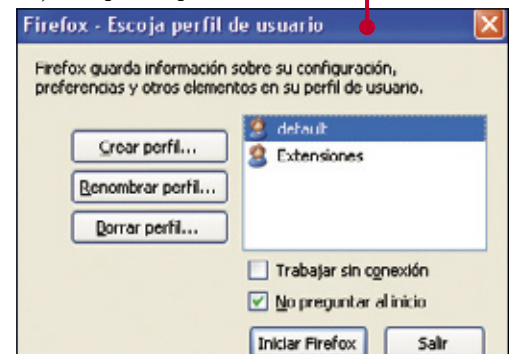 Firefox - Escoja perfil de usuario
Firefox guarda información sobre su configuración,
preferencias y otros elementos en su perfil de usuario.
Crear perfil...
Renombrar perfil...
Borrar perfil...
default
Extensiones
Trabajar sin conexión
No preguntar al inicio
Iniciar Firefox
Salir